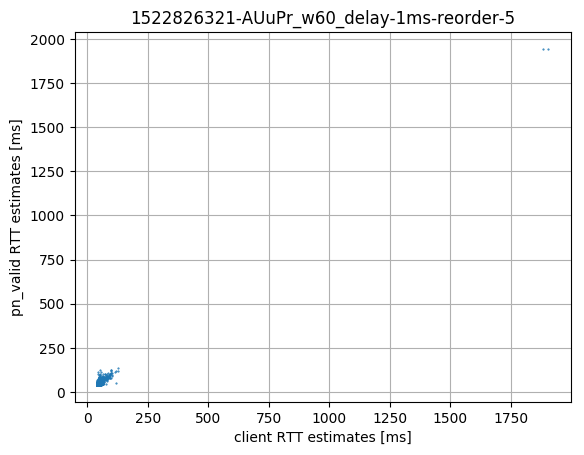 1522826321-AUuPr_w60_delay-1ms-reorder-5
2000
1750
1500
1250
1000
750
500
250
0
pn_valid RTT estimates [ms]
0 250 500 750 1000 1250 1500 1750
client RTT estimates [ms]